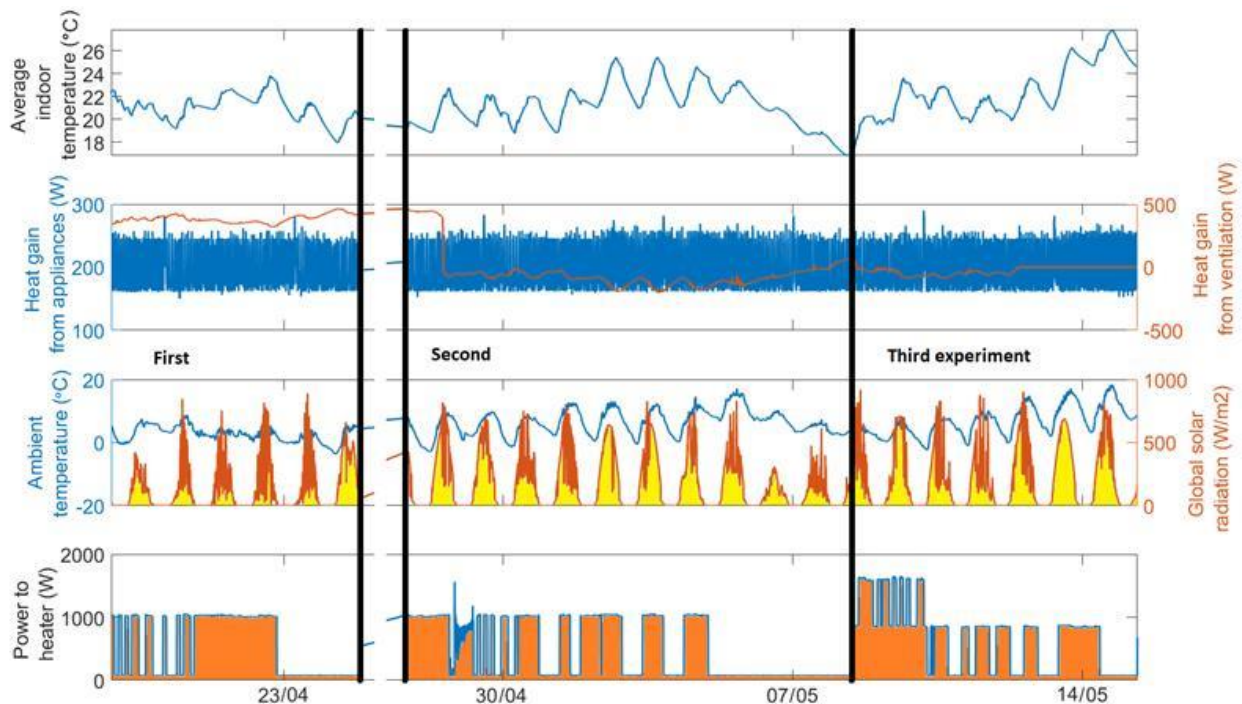 Average
indoor
temperature (°C)
26
24
22
20
18
Heat gain
from appliances (W)
300
200
100
500
0
-500
Heat gain
from ventilation (W)
First
Second
Third experiment
Ambient
temperature (°C)
20
0
-20
1000
500
0
Global solar
radiation (W/m2)
Power to
heater (W)
2000
1000
0
23/04
30/04
07/05
14/05